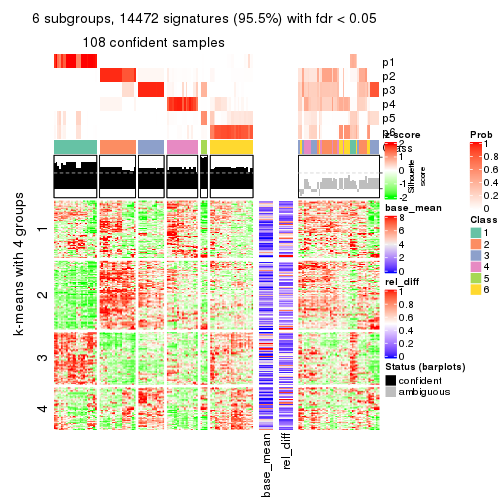 6 subgroups, 14472 signatures (95.5%) with fdr < 0.05
108 confident samples
p1
p2
p3
p4
p5
p6
Class
Silhouette
score
k-means with 4 groups
1
2
3
4
base_mean
rel_diff
z_score
2
1
0
-1
-2
base_mean
8
6
4
2
0
rel_diff
1
0.8
0.6
0.4
0.2
0
Status (barplots)
confident
ambiguous
Prob
1
0.8
0.6
0.4
0.2
0
Class
1
2
3
4
5
6